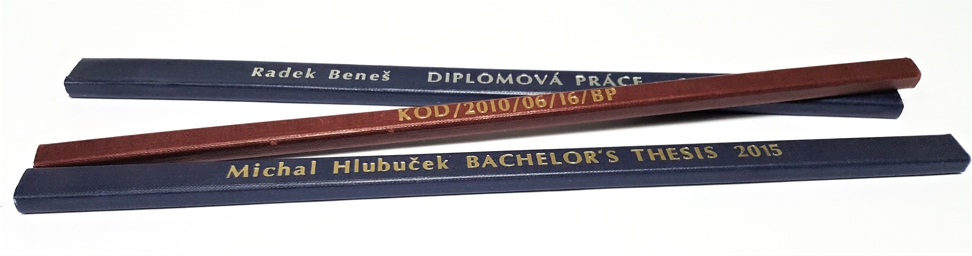 Radek Beneš DIPLOMOVÁ PRÁCE
KOD/2010/06/16/BP
Michal Hlubuček BACHELOR'S THESIS 2015